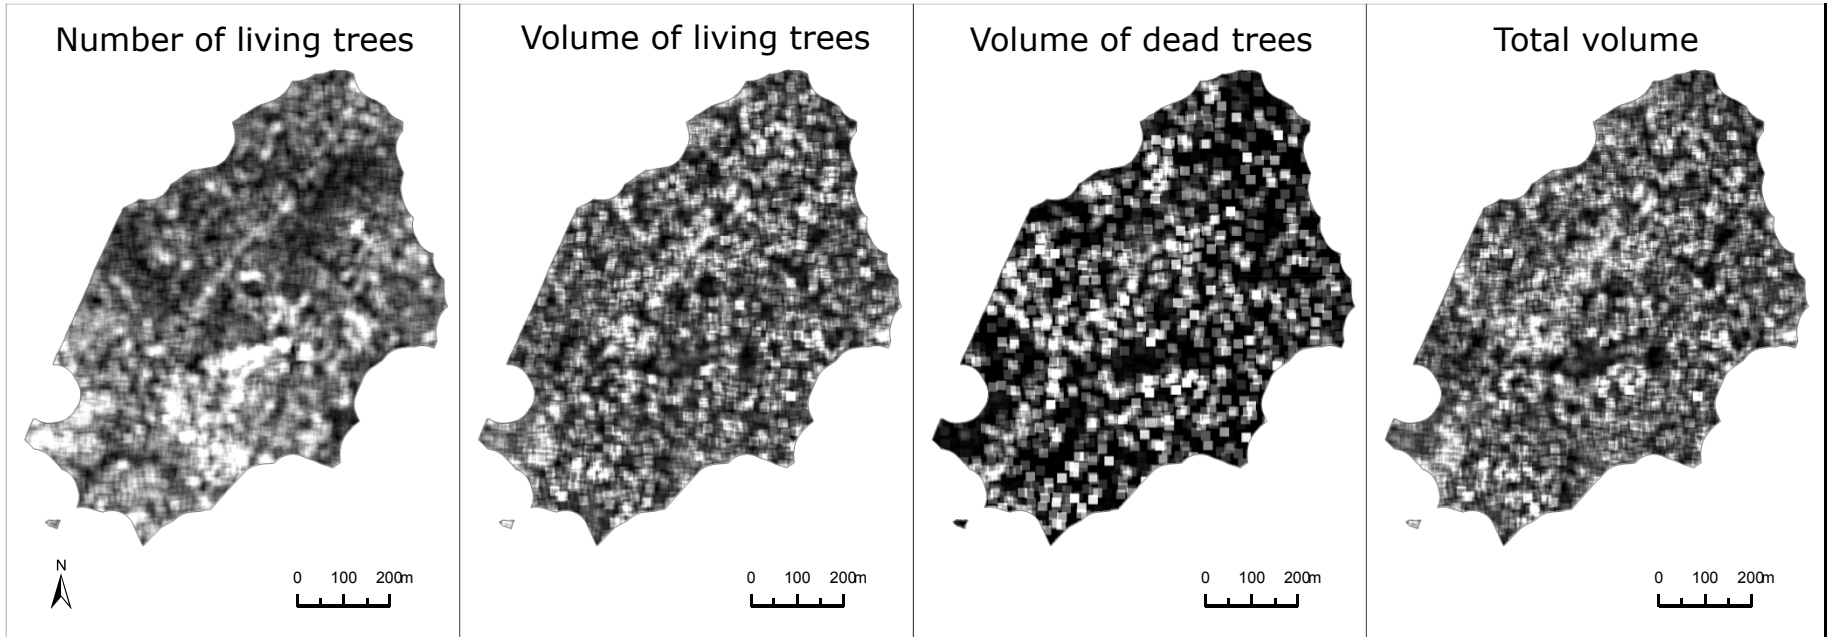 Number of living trees
Volume of living trees
Volume of dead trees
Total volume
N
0 100 200m
0 100 200m
0 100 200m
0 100 200m